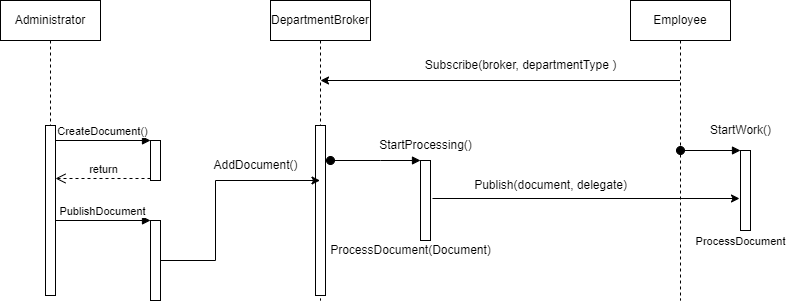 Administrator
DepartmentBroker
Employee
Subscribe(broker, departmentType )
CreateDocument()
StartProcessing()
StartWork()
return
AddDocument()
Publish(document, delegate)
PublishDocument
ProcessDocument(Document)
ProcessDocument